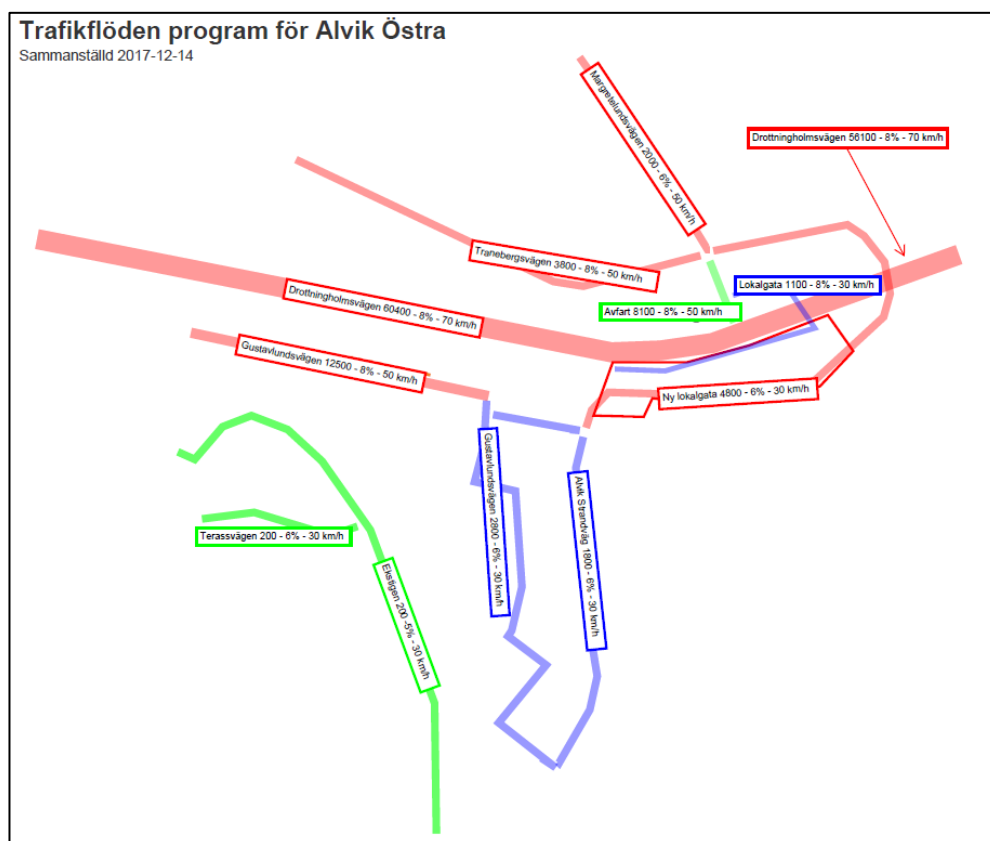 Trafikflöden program för Alvik Östra
Sammanställd 2017-12-14
Margretelundsvägen 2000 - 6% - 50 km/h
Drottningholmsvägen 56100 - 8% - 70 km/h
Tranebergsvägen 3800 - 8% - 50 km/h
Lokalgata 1100 - 8% - 30 km/h
Drottningholmsvägen 60400 - 8% - 70 km/h
Avfart 8100 - 8% - 50 km/h
Gustavlundsvägen 12500 - 8% - 50 km/h
Ny lokalgata 4800 - 6% - 30 km/h
Gustavlundsvägen 2800 - 6% - 30 km/h
Alvik Strandväg 1800 - 6% - 30 km/h
Terassvägen 200 - 6% - 30 km/h
Ekstigen 200 -5% - 30 km/h